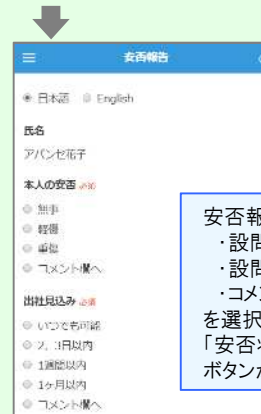 安否報告
日本語 English
氏名
アバンセ花子
本人の安否 必須
無事
軽傷
重傷
コメント欄へ
出社見込み 必須
いつでも可能
2、3日以内
1週間以内
1ヶ月以内
コメント欄へ
安否報
・設問
・設問
・コメン
を選択
「安否
ボタンが